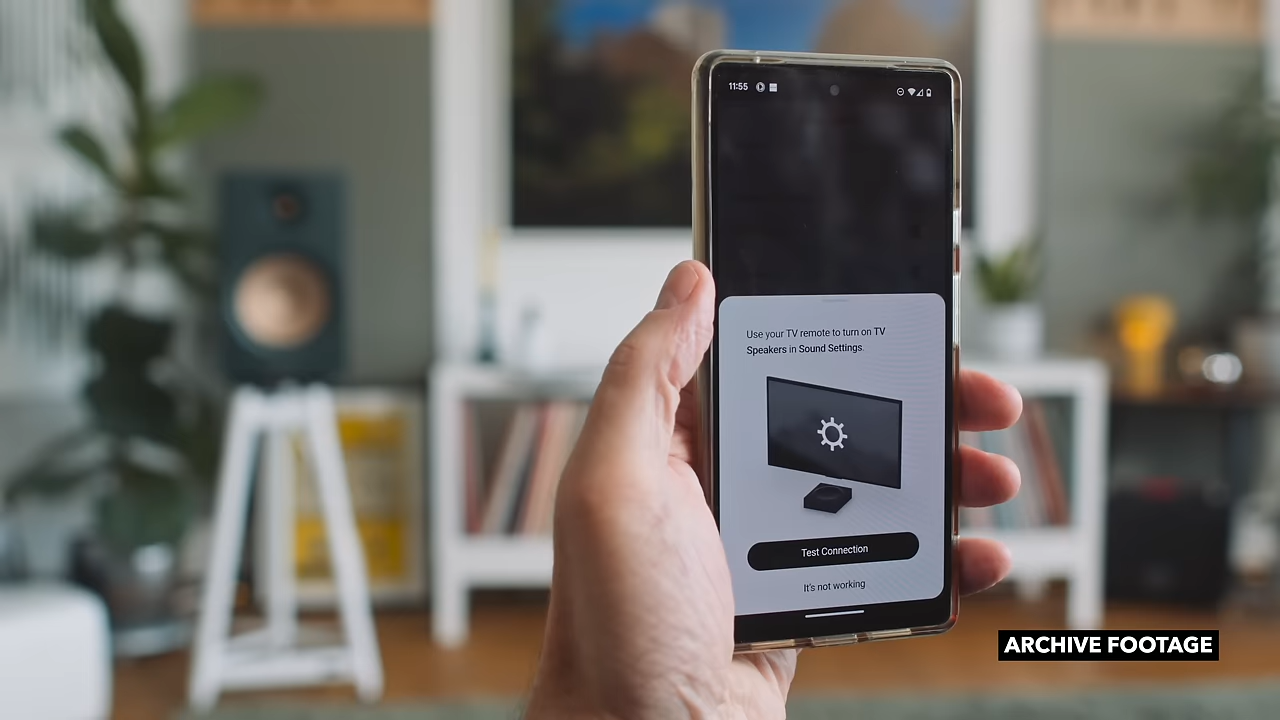 11:55
Use your TV remote to turn on TV
Speakers in Sound Settings.
Test Connection
It's not working
ARCHIVE FOOTAGE